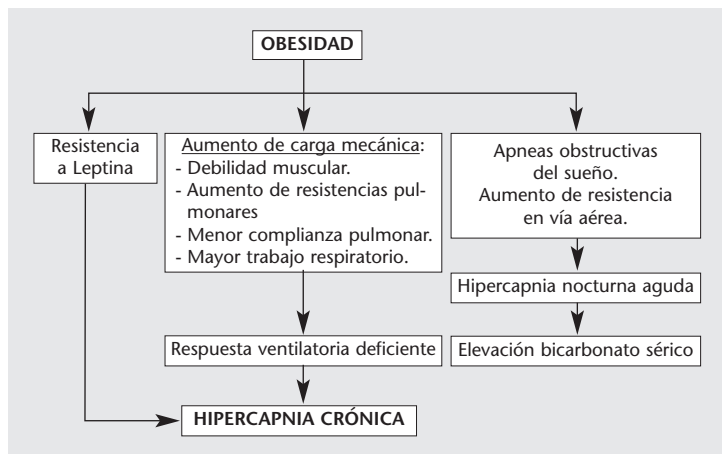 OBESIDAD
Resistencia
a Leptina
Aumento de carga mecánica:
- Debilidad muscular.
- Aumento de resistencias pul-
monares
- Menor complianza pulmonar.
- Mayor trabajo respiratorio.
Apneas obstructivas
del sueño.
Aumento de resistencia
en vía aérea.
Hipercapnia nocturna aguda
Respuesta ventilatoria deficiente
Elevación bicarbonato sérico
HIPERCAPNIA CRÓNICA